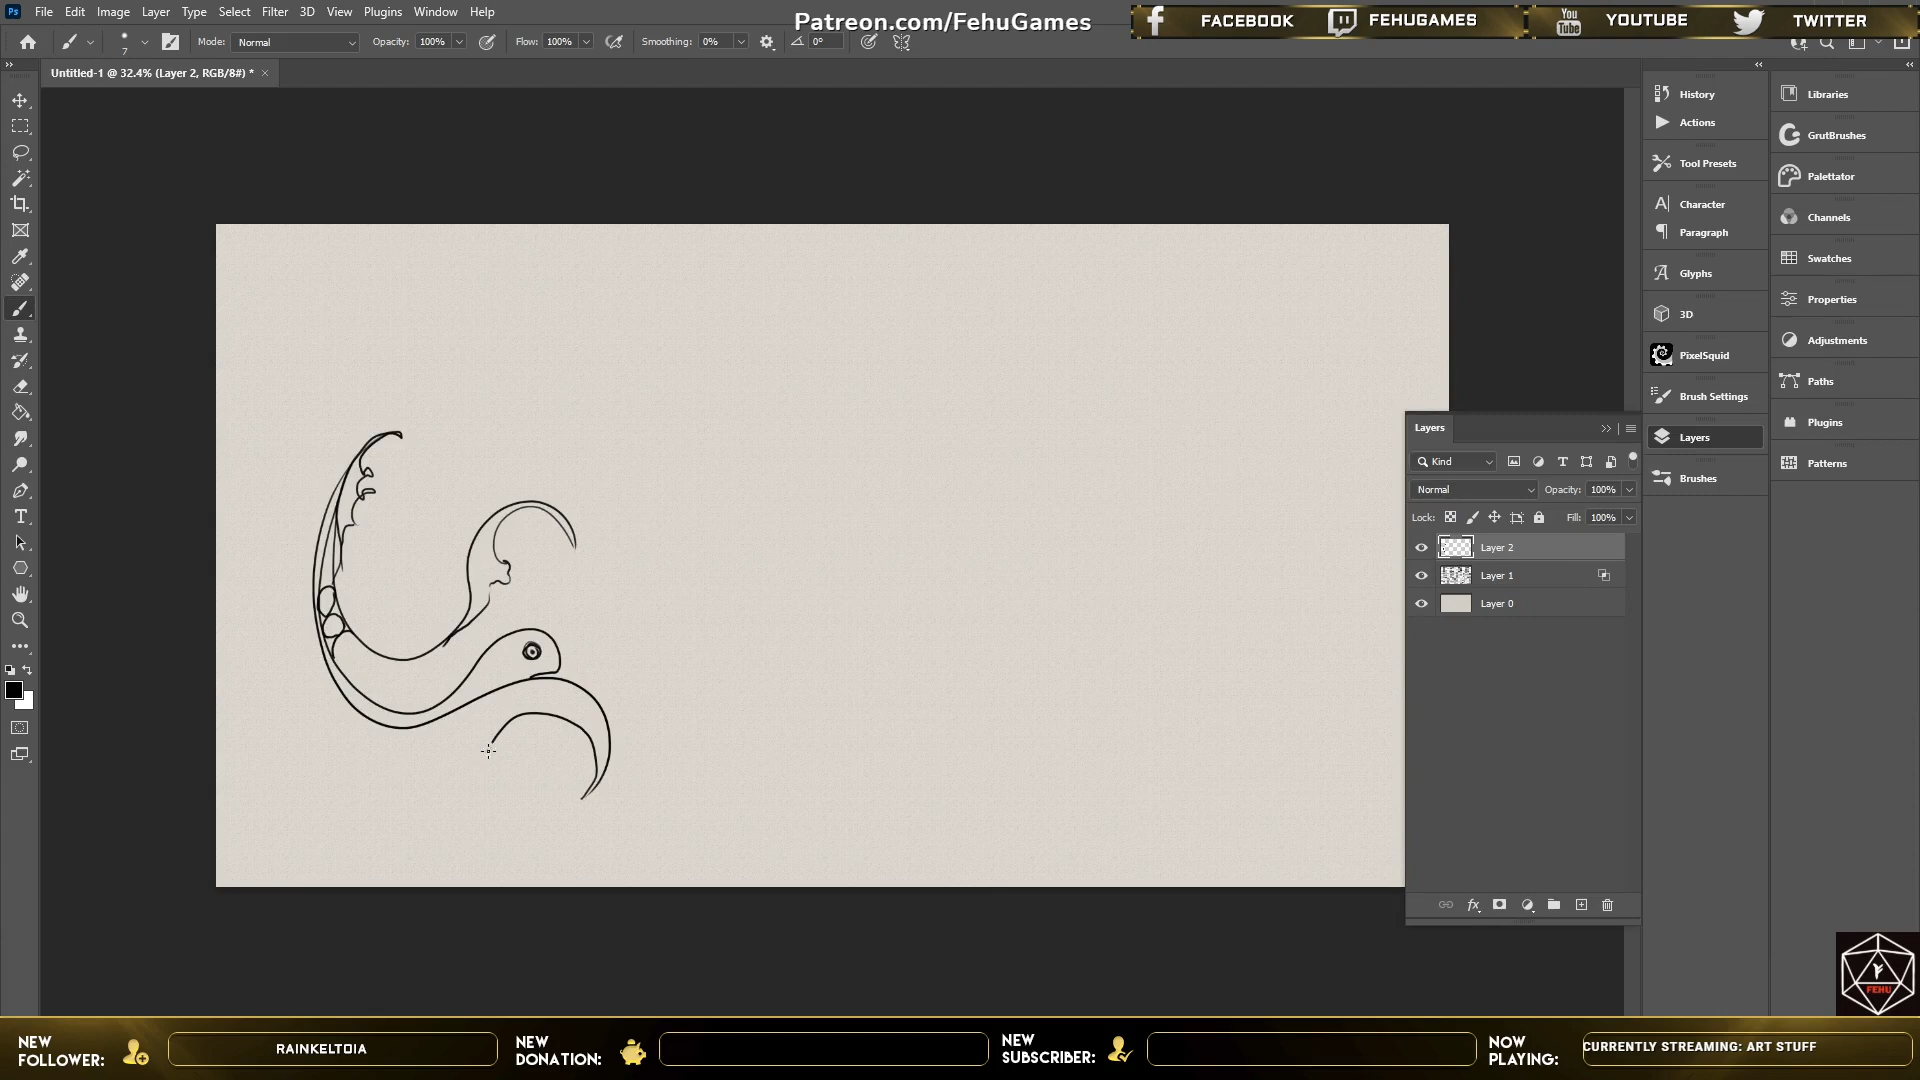 File Edit Image Layer Type Select Filter 3D View Plugins Window Help
Patreon.com/FehuGames
FACEBOOK FEHUGAMES YOUTUBE TWITTER
You Tube
7 Mode: Normal Opacity: 100% Flow: 100% Smoothing: 0% 0°
Untitled-1 @ 32.4% (Layer 2, RGB/8#) *
History
Actions
Tool Presets
Character
Paragraph
Glyphs
3D
PixelSquid
Brush Settings
Layers
Brushes
Libraries
GrutBrushes
Palettator
Channels
Swatches
Properties
Adjustments
Paths
Plugins
Patterns
Layers
Kind
Normal Opacity: 100%
Lock: Fill: 100%
Layer 2
Layer 1
Layer 0
FEHU
NEW FOLLOWER: RAINKELTOIA
NEW DONATION:
NEW SUBSCRIBER:
NOW PLAYING: CURRENTLY STREAMING: ART STUFF